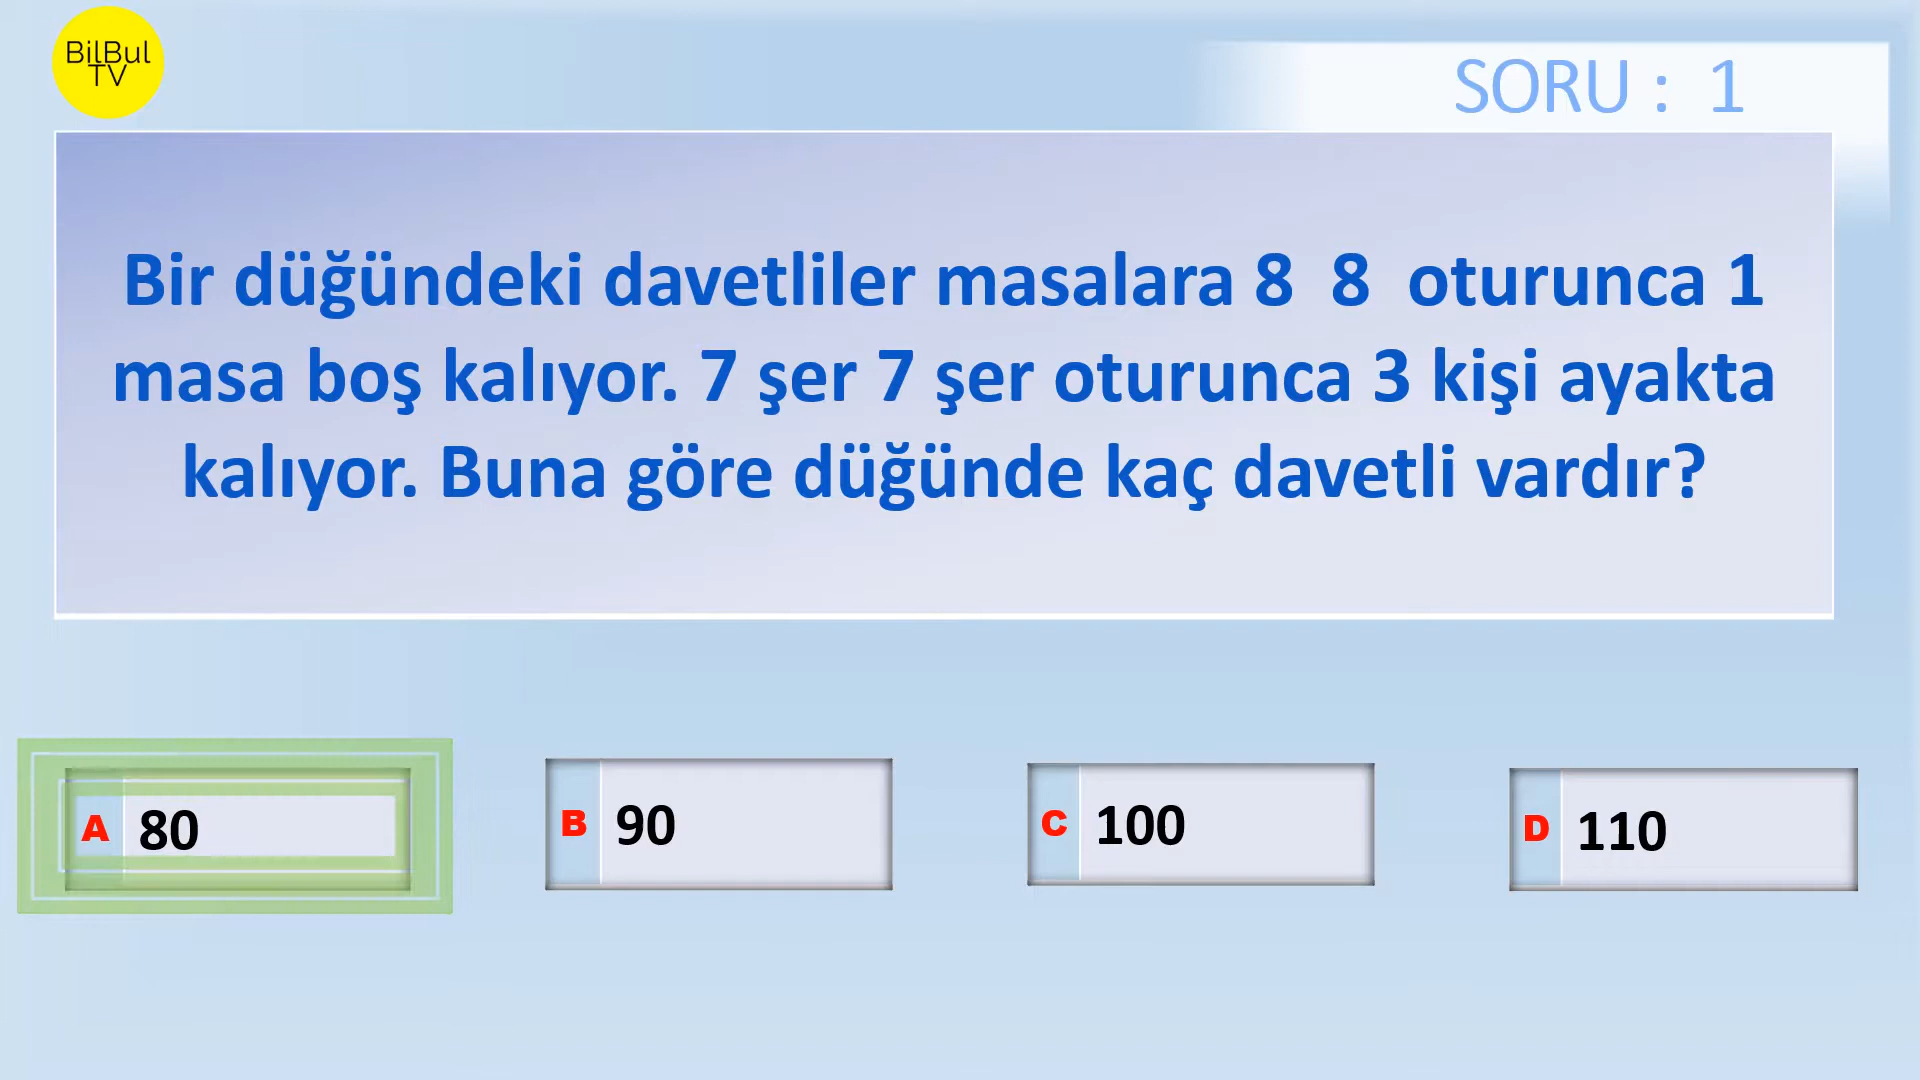 BilBul
TV
SORU : 1
Bir düğündeki davetliler masalara 8 8 oturunca 1
masa boş kalıyor. 7 şer 7 şer oturunca 3 kişi ayakta
kalıyor. Buna göre düğünde kaç davetli vardır?
A 80
B 90
C 100
D 110